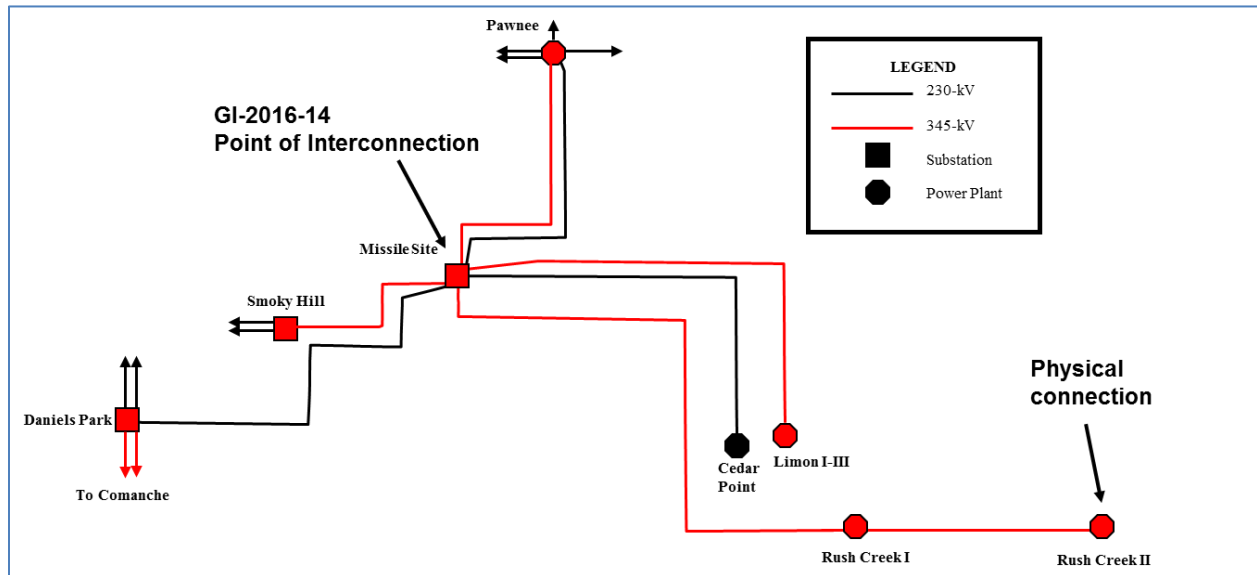 Pawnee
LEGEND
230-kV
345-kV
Substation
Power Plant
GI-2016-14
Point of Interconnection
Missile Site
Smoky Hill
Daniels Park
To Comanche
Cedar
Point
Limon I-III
Physical
connection
Rush Creek I
Rush Creek II